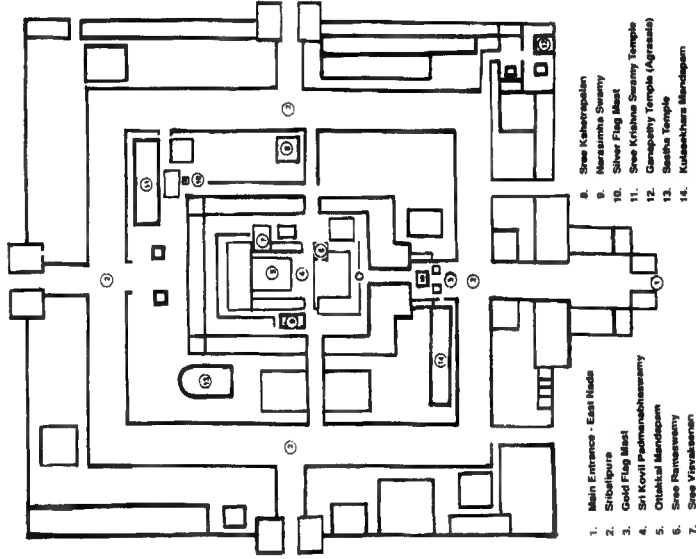 1. Main Entrance - East Nada
2. Sribalipura
3. Gold Flag Mast
4. Sri Kovil Padmanabhaswamy
5. Ottakkal Mandapam
6. Sree Rameswamy
7. Sree Visvaksenan
8. Sree Kshetrapalan
9. Narasimha Swamy
10. Silver Flag Mast
11. Sree Krishna Swamy Temple
12. Ganapathy Temple (Agrasala)
13. Sastha Temple
14. Kulasekhara Mandapam